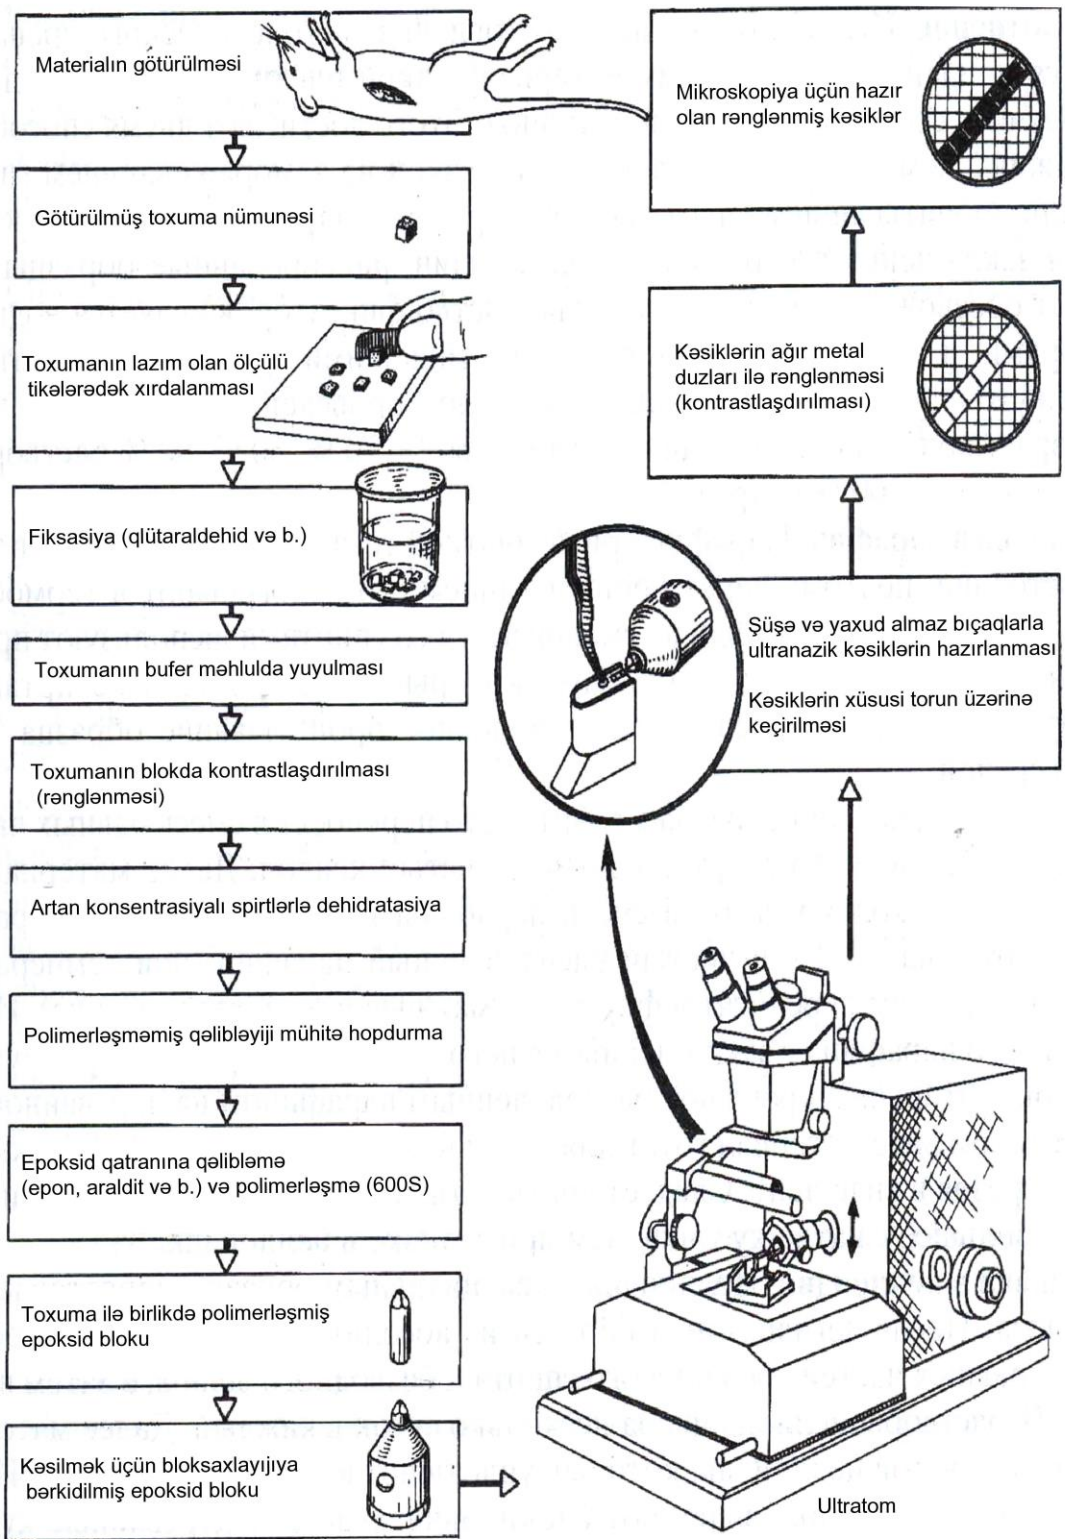 Materialın götürülməsi
Götürülmüş toxuma nümunəsi
Toxumanın lazım olan ölçülü
tikələrədək xırdalanması
Fiksasiya (qlütaraldehid və b.)
Toxumanın bufer məhlulda yuyulması
Toxumanın blokda kontrastlaşdırılması
(rənglənməsi)
Artan konsentrasiyalı spirtlərlə dehidratasiya
Polimerləşməmiş qəlibləyiji mühitə hopdurma
Epoksid qatranına qəlibləmə
(epon, araldit və b.) və polimerləşmə (600S)
Toxuma ilə birlikdə polimerləşmiş
epoksid bloku
Kəsilmək üçün bloksaxlayıjıya
bərkidilmiş epoksid bloku
Ultratom
Şüşə və yaxud almaz bıçaqlarla
ultranazik kəsiklərin hazırlanması
Kəsiklərin xüsusi torun üzərinə
keçirilməsi
Kəsiklərin ağır metal
duzları ilə rənglənməsi
(kontrastlaşdırılması)
Mikroskopiya üçün hazır
olan rənglənmiş kəsiklər